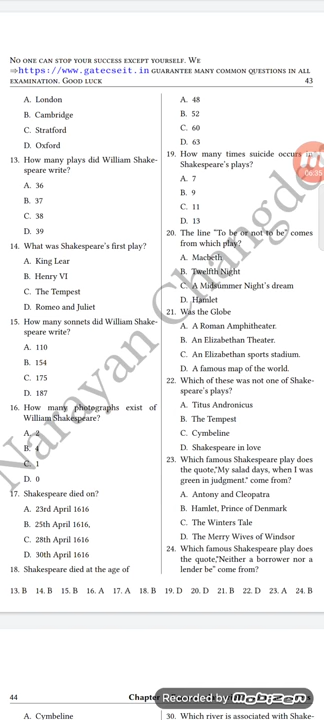 NO ONE CAN STOP YOUR SUCCESS EXCEPT YOURSELF. WE
⇒https://www.gatecseit.in GUARANTEE MANY COMMON QUESTIONS IN ALL
EXAMINATION. GOOD LUCK 43
A. London
B. Cambridge
C. Stratford
D. Oxford
13. How many plays did William Shake-
speare write?
A. 36
B. 37
C. 38
D. 39
14. What was Shakespeare's first play?
A. King Lear
B. Henry VI
C. The Tempest
D. Romeo and Juliet
15. How many sonnets did William Shake-
speare write?
A. 110
B. 154
C. 175
D. 187
16. How many photographs exist of
William Shakespeare?
A. 2
B. 4
C. 1
D. 0
17. Shakespeare died on?
A. 23rd April 1616
B. 25th April 1616,
C. 28th April 1616
D. 30th April 1616
18. Shakespeare died at the age of
A. 48
B. 52
C. 60
D. 63
19. How many times suicide occurs in
Shakespeare's plays?
A. 7
B. 9
C. 11
D. 13
20. The line "To be or not to be" comes
from which play?
A. Macbeth
B. Twelfth Night
C. A Midsummer Night's dream
D. Hamlet
21. Was the Globe
A. A Roman Amphitheater.
B. An Elizabethan Theater.
C. An Elizabethan sports stadium.
D. A famous map of the world.
22. Which of these was not one of Shake-
speare's plays?
A. Titus Andronicus
B. The Tempest
C. Cymbeline
D. Shakespeare in love
23. Which famous Shakespeare play does
the quote,"My salad days, when I was
green in judgment." come from?
A. Antony and Cleopatra
B. Hamlet, Prince of Denmark
C. The Winters Tale
D. The Merry Wives of Windsor
24. Which famous Shakespeare play does
the quote,"Neither a borrower nor a
lender be" come from?
13. B 14. B 15. B 16. A 17. A 18. B 19. D 20. D 21. B 22. D 23. A 24. B
Narayan Changde
44 Chapter
Recorded by mobizen
A. Cymbeline
30. Which river is associated with Shake-